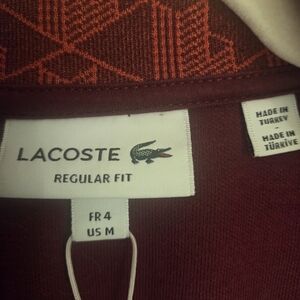 LACOSTE
REGULAR FIT
FR 4
US M
MADE IN
TURKEY
-
MADE IN
TÜRKİYE